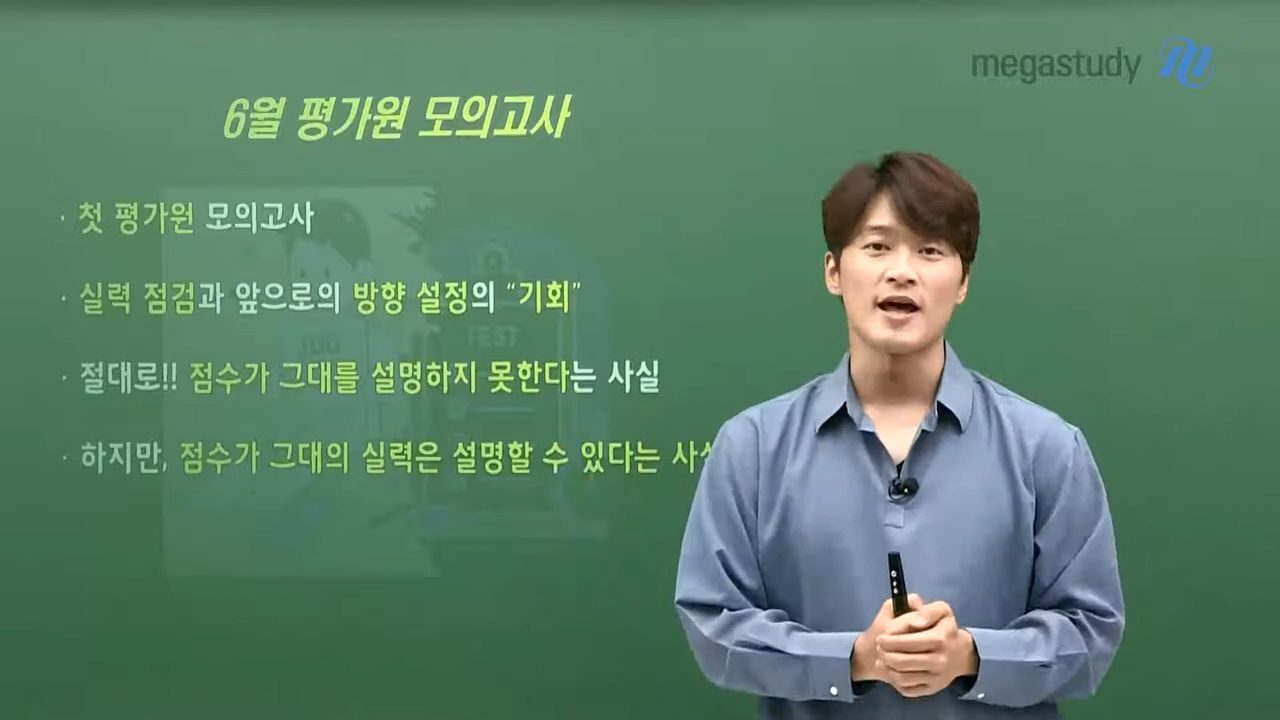 megastudy
6월 평가원 모의고사
· 첫 평가원 모의고사
· 실력 점검과 앞으로의 방향 설정의 “기회”
· 절대로!! 점수가 그대를 설명하지 못한다는 사실
· 하지만, 점수가 그대의 실력은 설명할 수 있다는
TEST